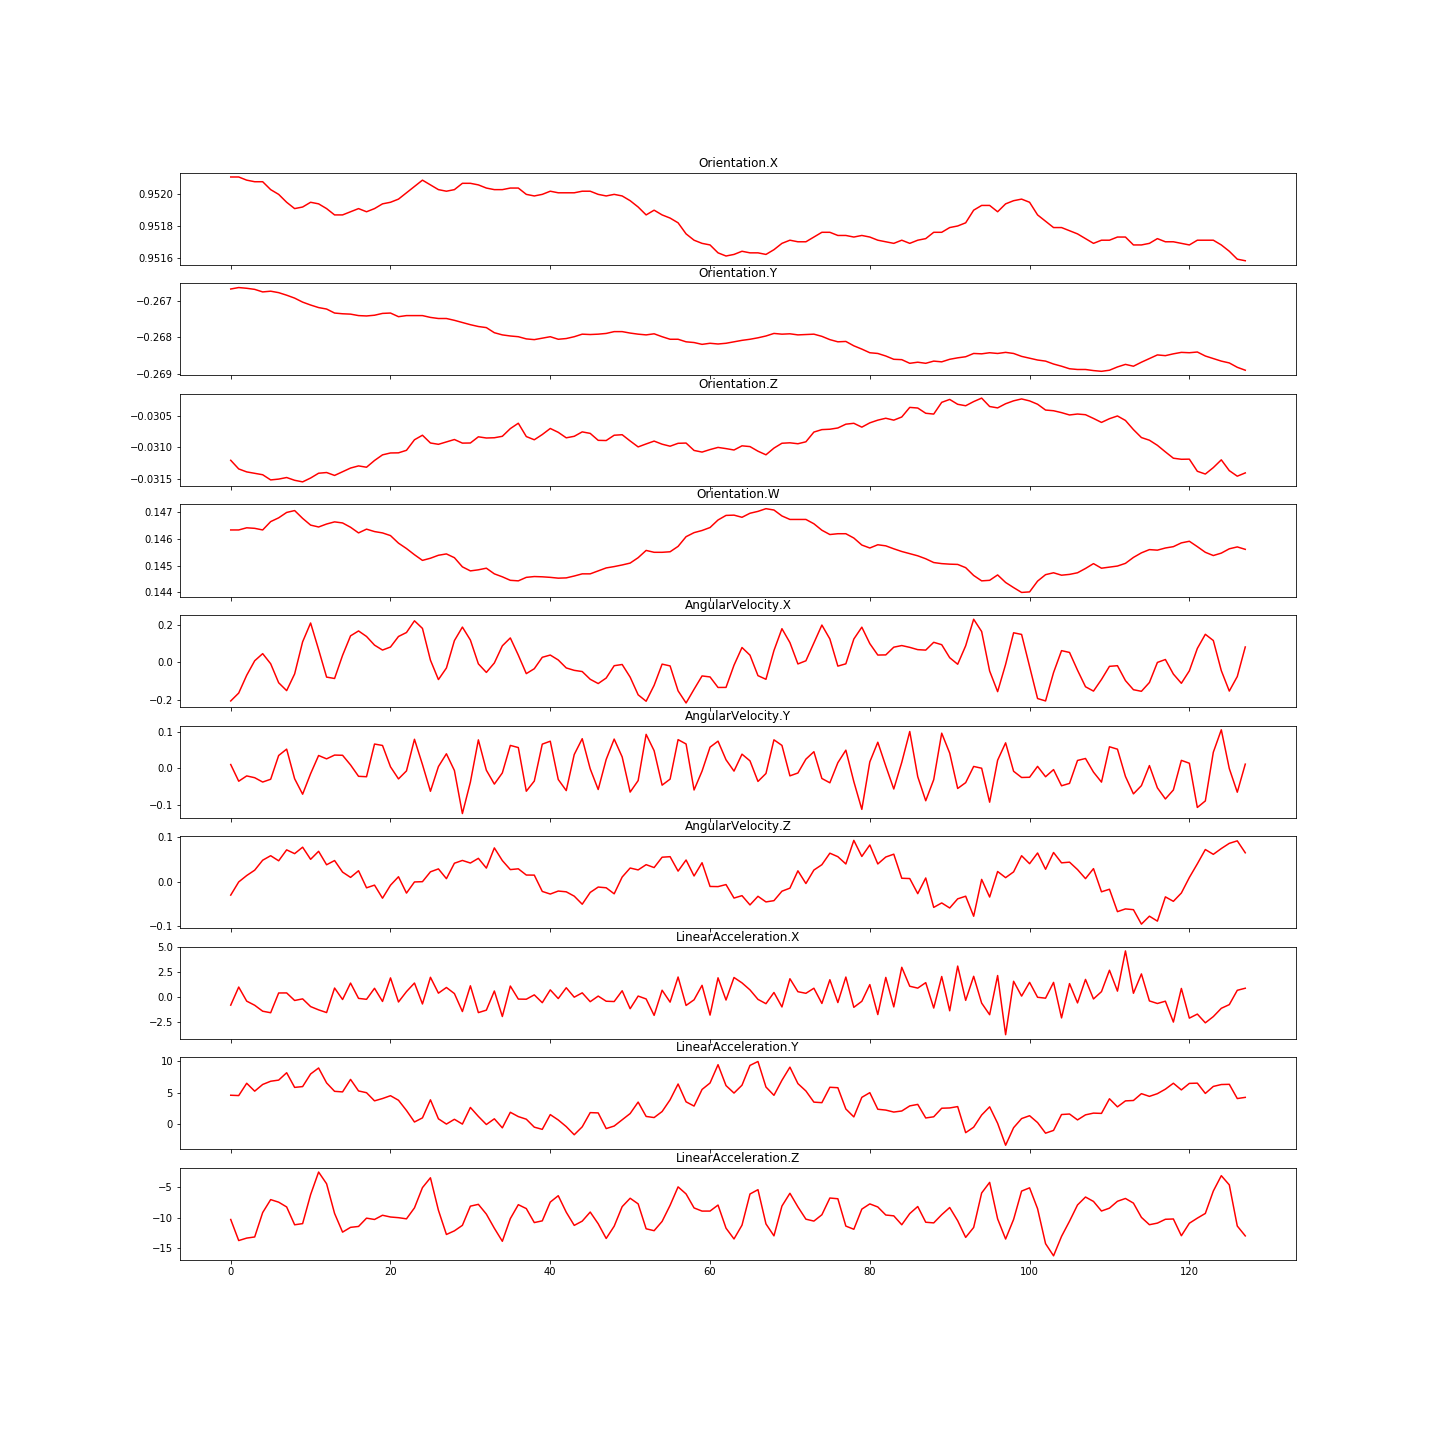 Orientation.X
0.9520
0.9518
0.9516
Orientation.Y
−0.267
−0.268
−0.269
Orientation.Z
−0.0305
−0.0310
−0.0315
Orientation.W
0.147
0.146
0.145
0.144
AngularVelocity.X
0.2
0.0
−0.2
AngularVelocity.Y
0.1
0.0
−0.1
AngularVelocity.Z
0.1
0.0
−0.1
LinearAcceleration.X
5.0
2.5
0.0
−2.5
LinearAcceleration.Y
10
5
0
LinearAcceleration.Z
−5
−10
−15
0 20 40 60 80 100 120